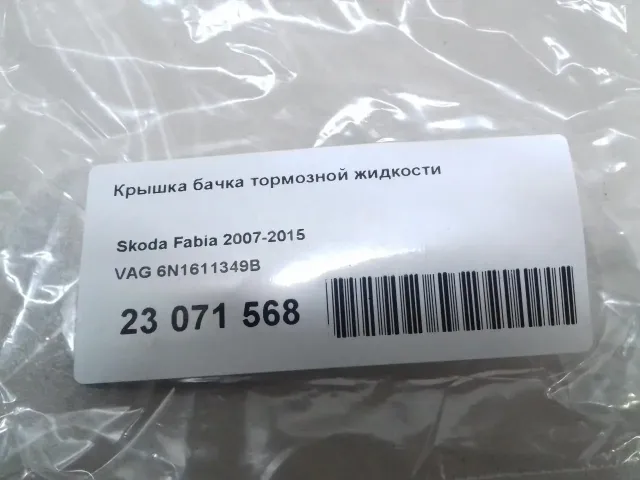 Крышка бачка тормозной жидкости
Skoda Fabia 2007-2015
VAG 6N1611349B
23 071 568